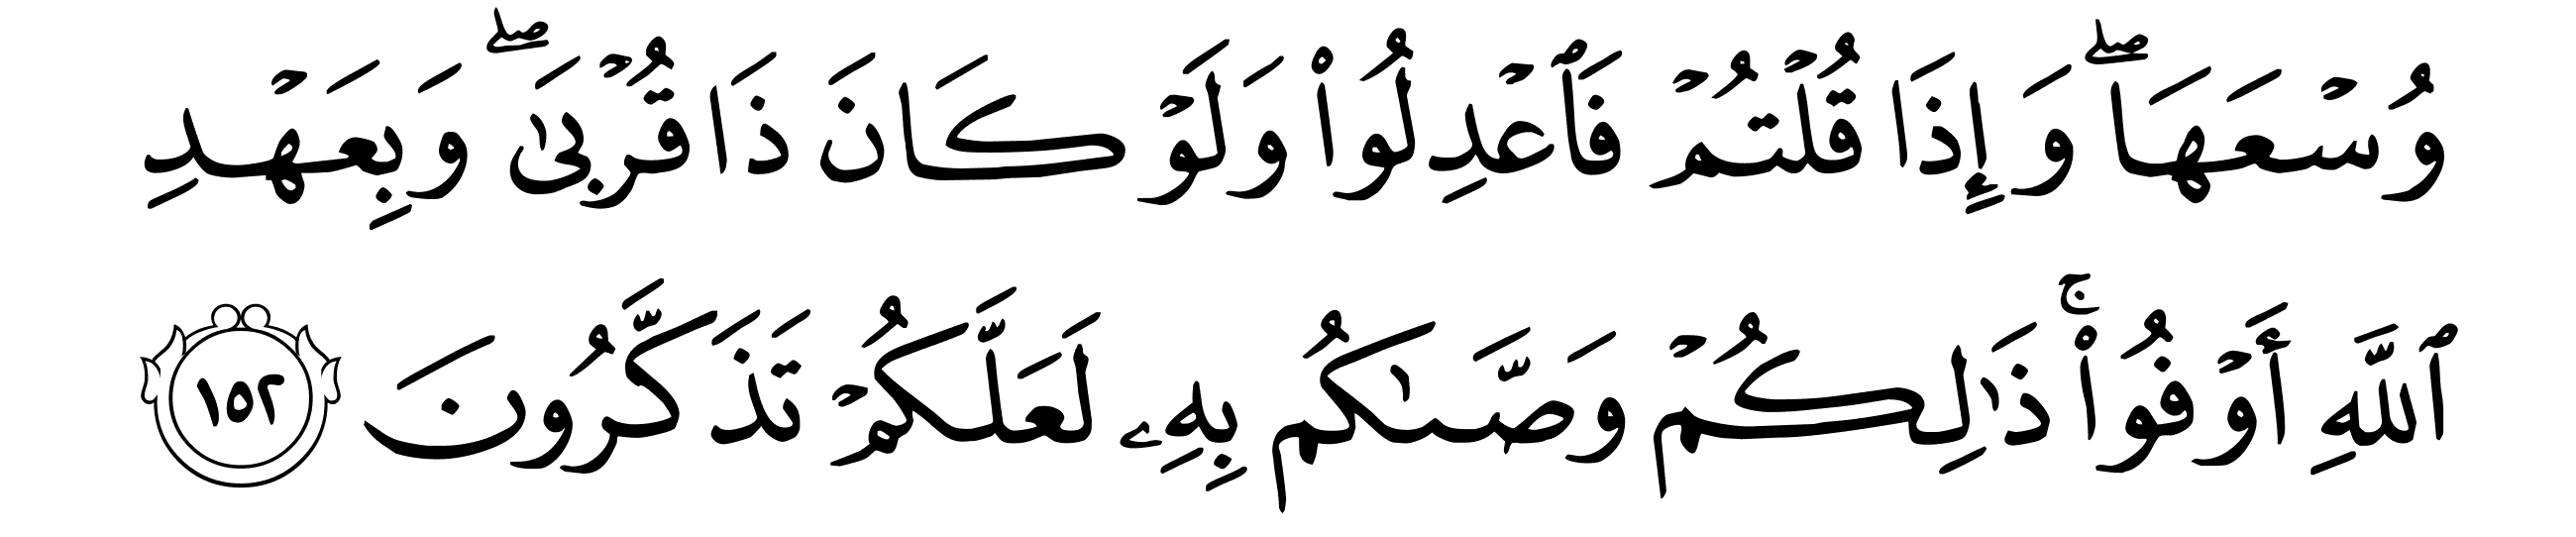 وُسْعَهَاۖ وَإِذَا قُلْتُمْ فَٱعْدِلُوا۟ وَلَوْ كَانَ ذَا قُرْبَىٰۖ وَبِعَهْدِ
ٱللَّهِ أَوْفُوا۟ۚ ذَٰلِكُمْ وَصَّىٰكُم بِهِۦ لَعَلَّكُمْ تَذَكَّرُونَ ١٥٢